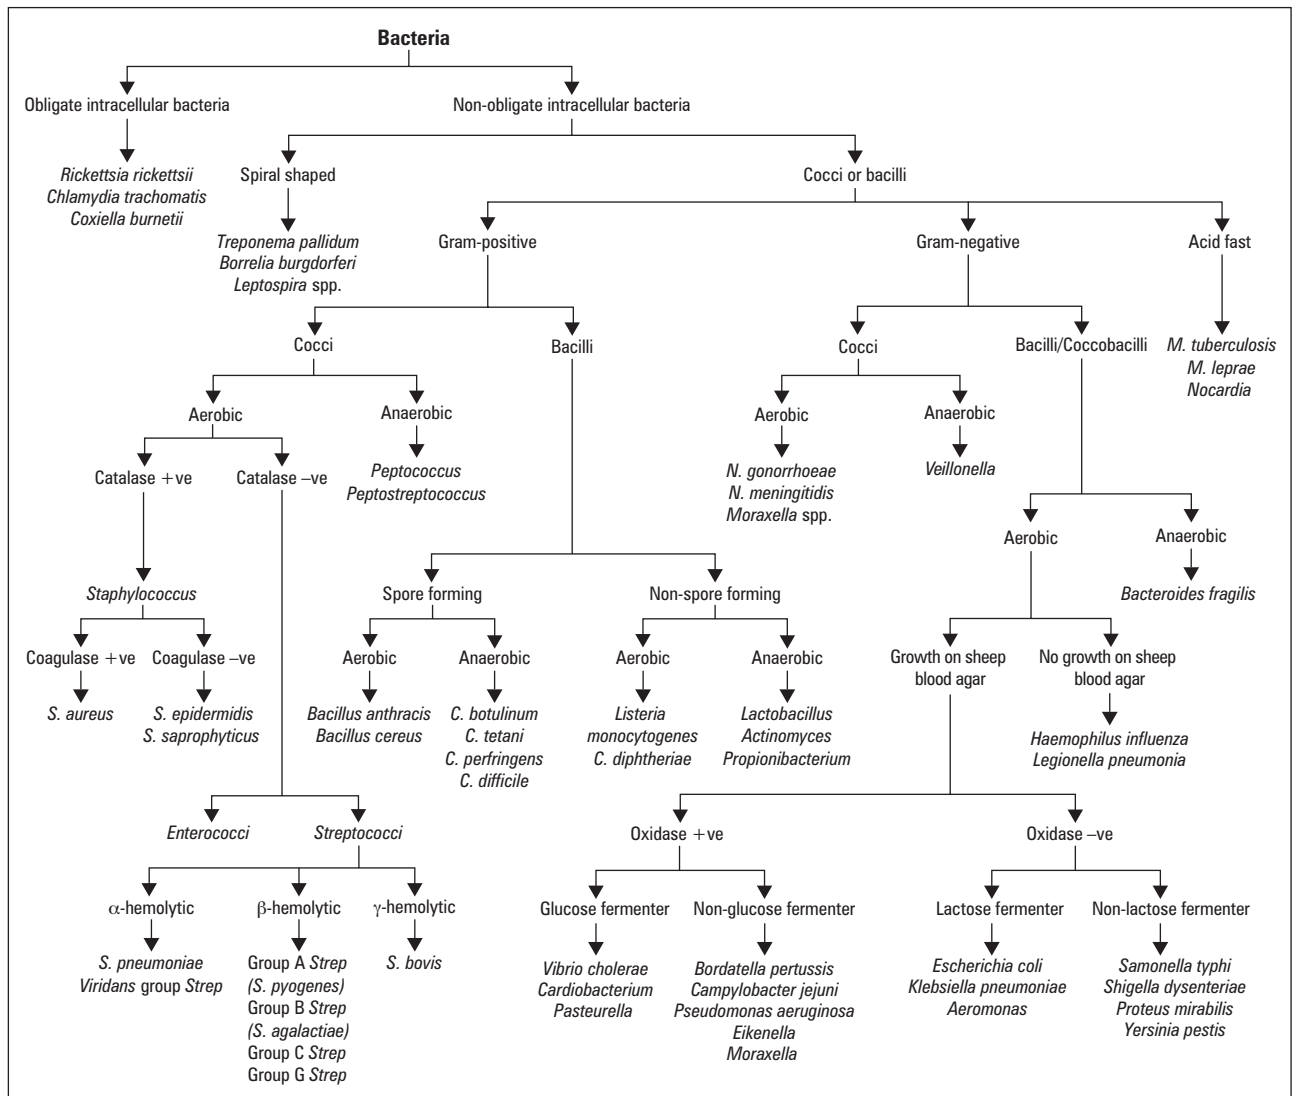 Bacteria
Obligate intracellular bacteria
Non-obligate intracellular bacteria
Rickettsia rickettsii
Chlamydia trachomatis
Coxiella burnetii
Spiral shaped
Cocci or bacilli
Treponema pallidum
Borrelia burgdorferi
Leptospira spp.
Gram-positive
Gram-negative
Acid fast
Cocci
Bacilli
Cocci
Bacilli/Coccobacilli
M. tuberculosis
M. leprae
Nocardia
Aerobic
Anaerobic
Aerobic
Anaerobic
Catalase +ve
Catalase –ve
Peptococcus
Peptostreptococcus
N. gonorrhoeae
N. meningitidis
Moraxella spp.
Veillonella
Aerobic
Anaerobic
Staphylococcus
Spore forming
Non-spore forming
Bacteroides fragilis
Coagulase +ve
Coagulase –ve
Aerobic
Anaerobic
Aerobic
Anaerobic
Growth on sheep
blood agar
No growth on sheep
blood agar
S. aureus
S. epidermidis
S. saprophyticus
Bacillus anthracis
Bacillus cereus
C. botulinum
C. tetani
C. perfringens
C. difficile
Listeria
monocytogenes
C. diphtheriae
Lactobacillus
Actinomyces
Propionibacterium
Haemophilus influenza
Legionella pneumonia
Enterococci
Streptococci
Oxidase +ve
Oxidase –ve
α-hemolytic
β-hemolytic
γ-hemolytic
Glucose fermenter
Non-glucose fermenter
Lactose fermenter
Non-lactose fermenter
S. pneumoniae
Viridans group Strep
Group A Strep
(S. pyogenes)
Group B Strep
(S. agalactiae)
Group C Strep
Group G Strep
S. bovis
Vibrio cholerae
Cardiobacterium
Pasteurella
Bordatella pertussis
Campylobacter jejuni
Pseudomonas aeruginosa
Eikenella
Moraxella
Escherichia coli
Klebsiella pneumoniae
Aeromonas
Samonella typhi
Shigella dysenteriae
Proteus mirabilis
Yersinia pestis